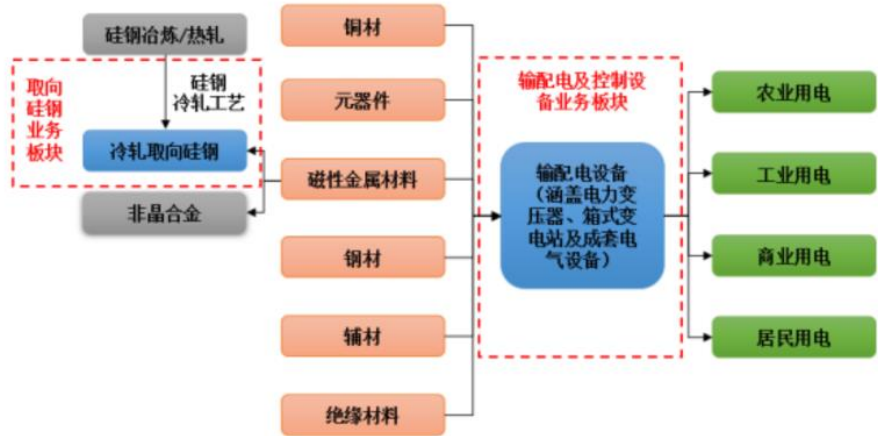 硅钢冶炼/热轧
取向
硅钢
业务
板块
硅钢
冷轧工艺
冷轧取向硅钢
非晶合金
铜材
元器件
磁性金属材料
钢材
辅材
绝缘材料
输配电及控制设
备业务板块
输配电设备
（涵盖电力变
压器、箱式变
电站及成套电
气设备）
农业用电
工业用电
商业用电
居民用电